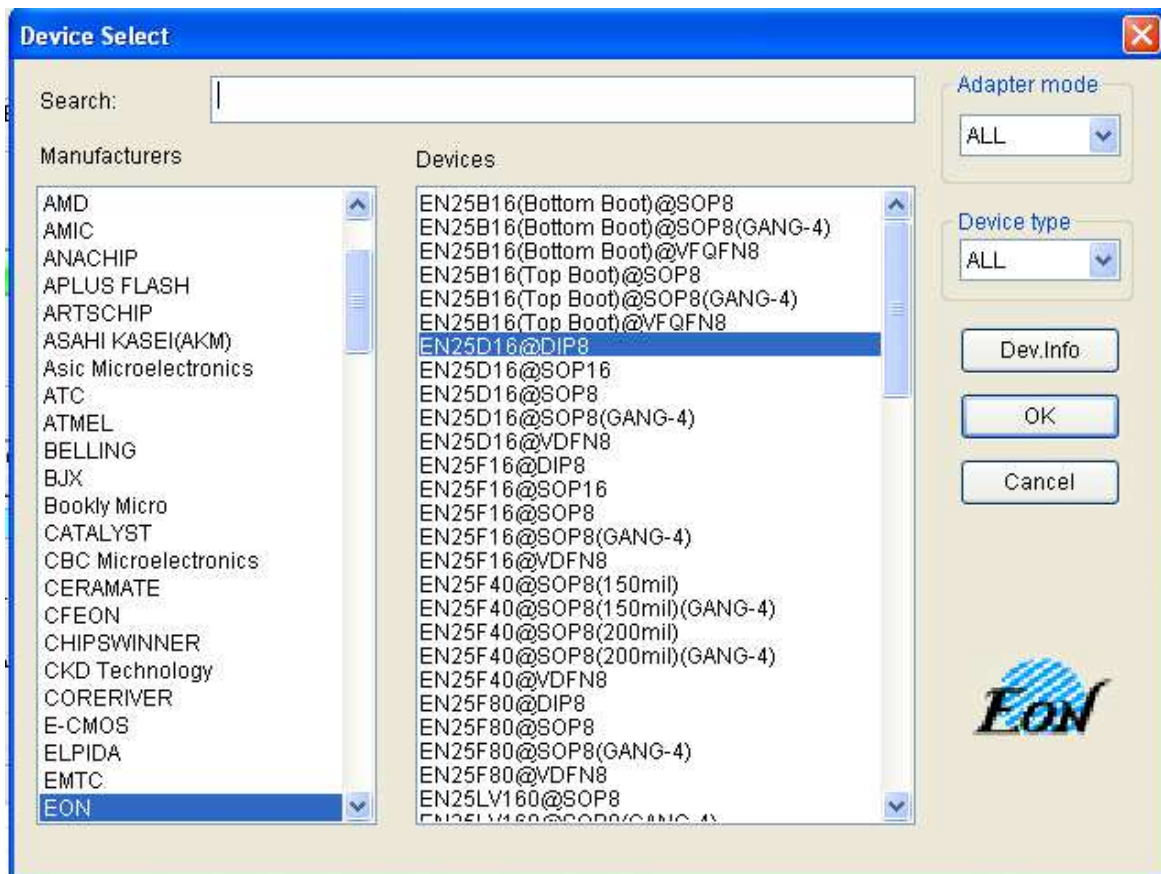 Device Select
Search:
Adapter mode
ALL
Manufacturers
Devices
AMD
AMIC
ANACHIP
APLUS FLASH
ARTSCHIP
ASAHI KASEI(AKM)
Asic Microelectronics
ATC
ATMEL
BELLING
BJX
Bookly Micro
CATALYST
CBC Microelectronics
CERAMATE
CFEON
CHIPSWINNER
CKD Technology
CORERIVER
E-CMOS
ELPIDA
EMTC
EON
EN25B16(Bottom Boot)@SOP8
EN25B16(Bottom Boot)@SOP8(GANG-4)
EN25B16(Bottom Boot)@VFQFN8
EN25B16(Top Boot)@SOP8
EN25B16(Top Boot)@SOP8(GANG-4)
EN25B16(Top Boot)@VFQFN8
EN25D16@DIP8
EN25D16@SOP16
EN25D16@SOP8
EN25D16@SOP8(GANG-4)
EN25D16@VDFN8
EN25F16@DIP8
EN25F16@SOP16
EN25F16@SOP8
EN25F16@SOP8(GANG-4)
EN25F16@VDFN8
EN25F40@SOP8(150mil)
EN25F40@SOP8(150mil)(GANG-4)
EN25F40@SOP8(200mil)
EN25F40@SOP8(200mil)(GANG-4)
EN25F40@VDFN8
EN25F80@DIP8
EN25F80@SOP8
EN25F80@SOP8(GANG-4)
EN25F80@VDFN8
EN25LV160@SOP8
EN25LV160@SOP8(GANG-4)
Device type
ALL
Dev.Info
OK
Cancel
EON